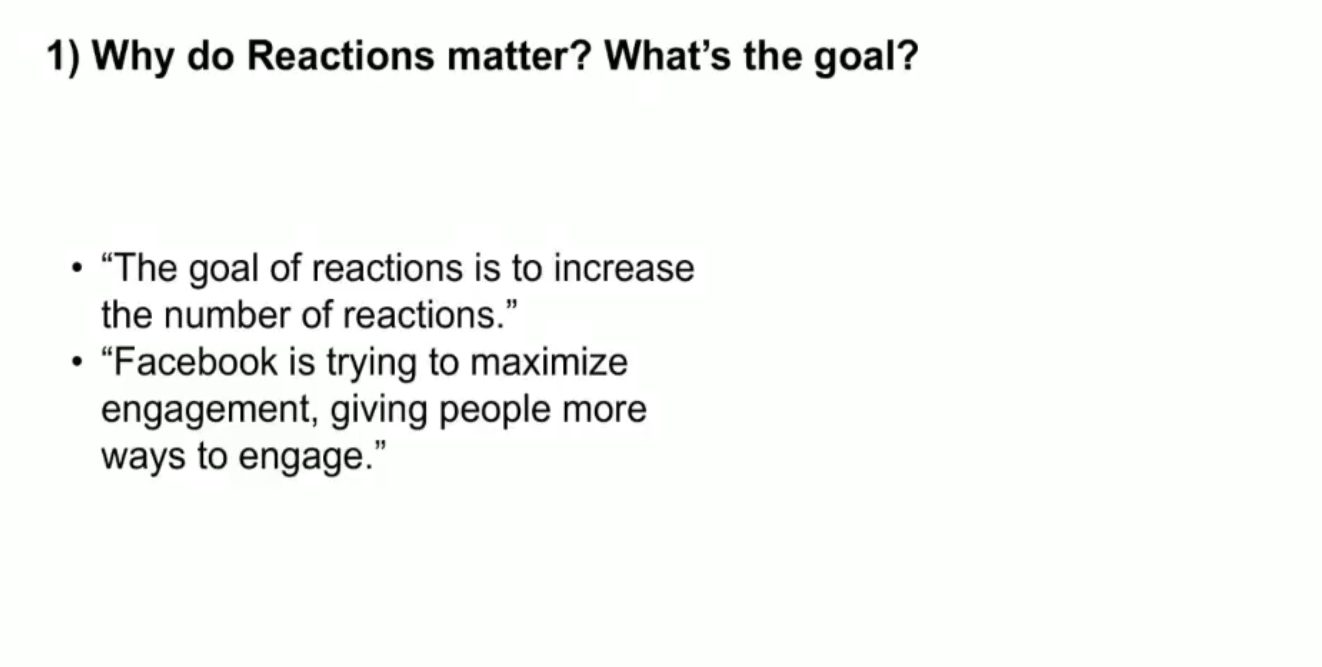 1) Why do Reactions matter? What’s the goal?
• “The goal of reactions is to increase
the number of reactions.”
• “Facebook is trying to maximize
engagement, giving people more
ways to engage.”